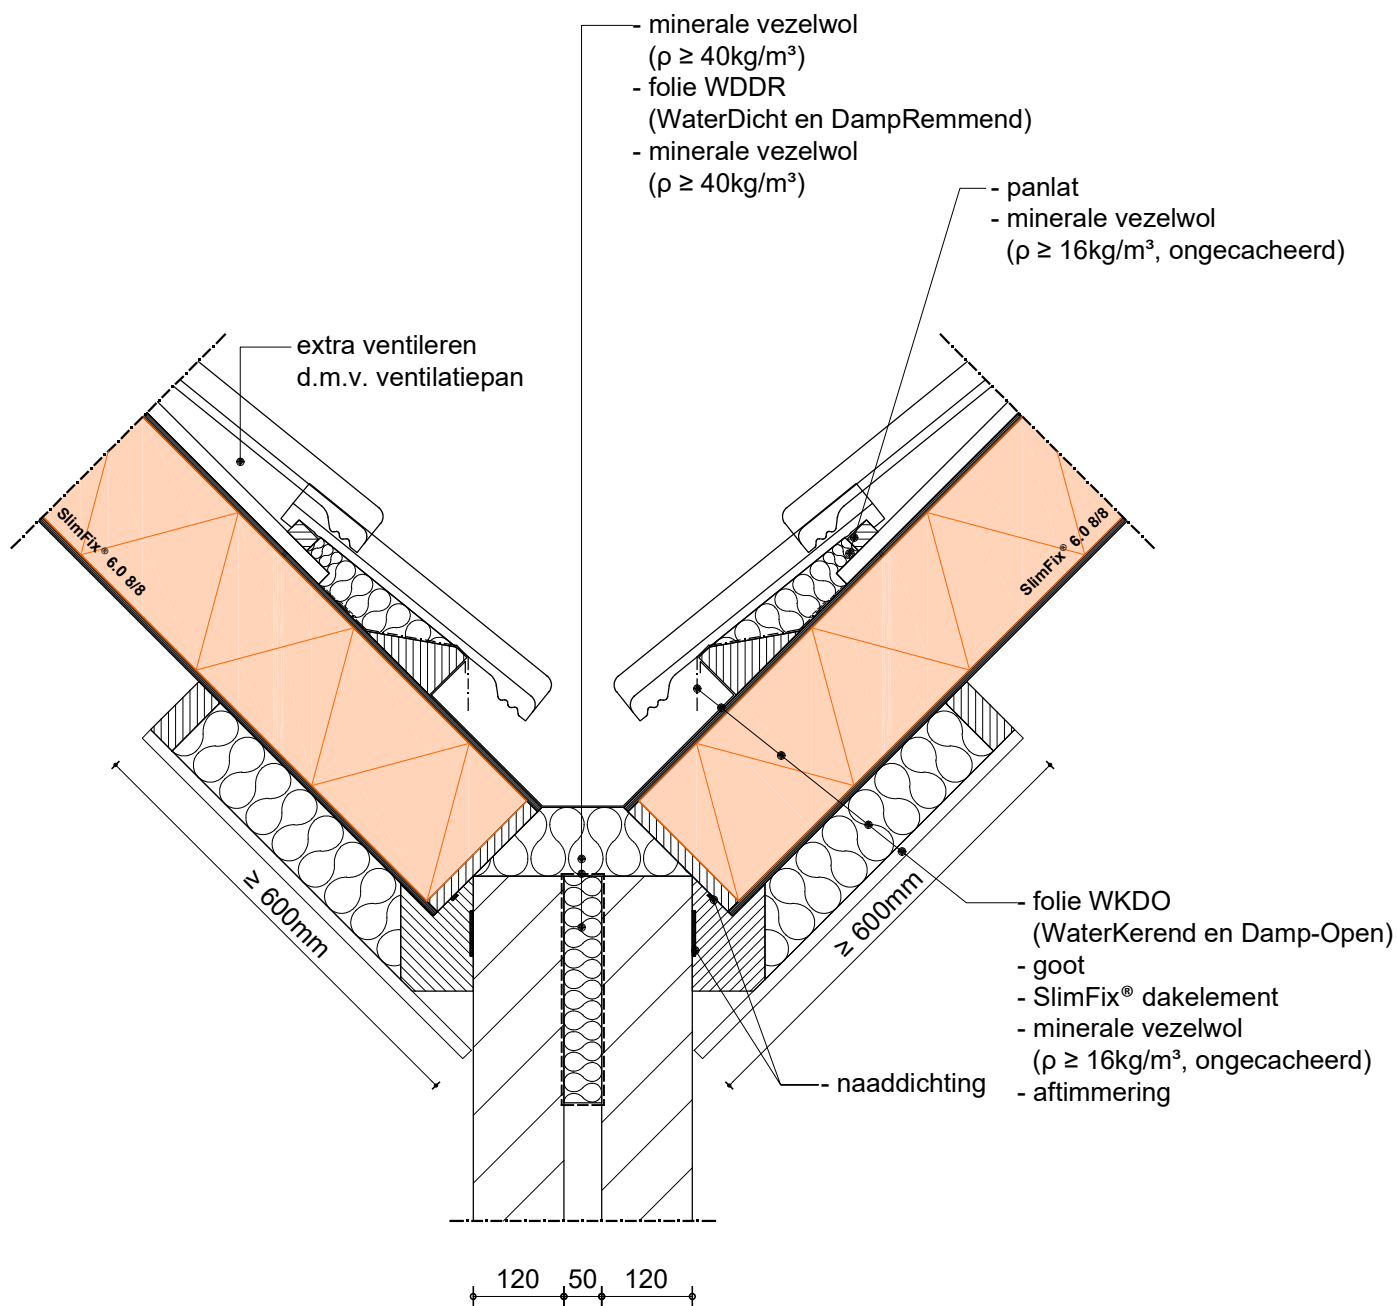 - minerale vezelwol
(ρ ≥ 40kg/m³)
- folie WDDR
(WaterDicht en DampRemmend)
- minerale vezelwol
(ρ ≥ 40kg/m³)
- panlat
- minerale vezelwol
(ρ ≥ 16kg/m³, ongecacheerd)
extra ventileren
d.m.v. ventilatiepan
SlimFix® 6.0 8/8
SlimFix® 6.0 8/8
≥ 600mm
≥ 600mm
- folie WKDO
(WaterKerend en Damp-Open)
- goot
- SlimFix® dakelement
- minerale vezelwol
(ρ ≥ 16kg/m³, ongecacheerd)
- aftimmering
- naaddichting
120 50 120